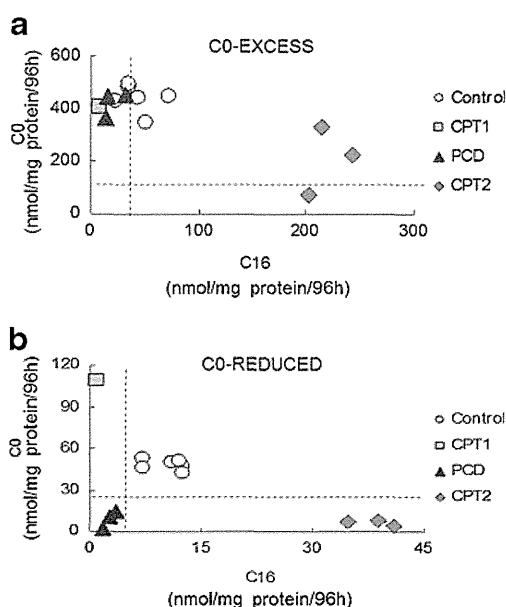 a
C0-EXCESS
600
400
200
0
C0
(nmol/mg protein/96h)
0 100 200 300
C16
(nmol/mg protein/96h)
Control
CPT1
PCD
CPT2
b
C0-REDUCED
120
90
60
30
0
C0
(nmol/mg protein/96h)
0 15 30 45
C16
(nmol/mg protein/96h)
Control
CPT1
PCD
CPT2